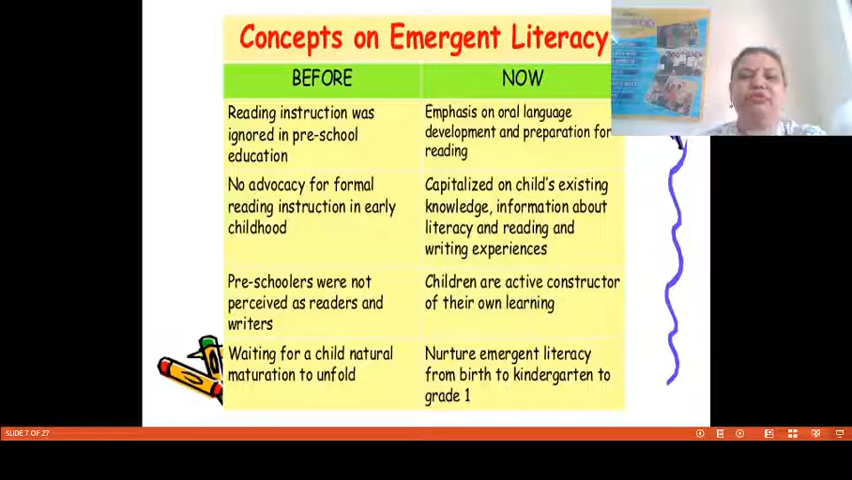 Concepts on Emergent Literacy
BEFORE
NOW
Reading instruction was
ignored in pre-school
education
Emphasis on oral language
development and preparation for
reading
No advocacy for formal
reading instruction in early
childhood
Capitalized on child's existing
knowledge, information about
literacy and reading and
writing experiences
Pre-schoolers were not
perceived as readers and
writers
Children are active constructor
of their own learning
Waiting for a child natural
maturation to unfold
Nurture emergent literacy
from birth to kindergarten to
grade 1
SLIDE 7 OF 27